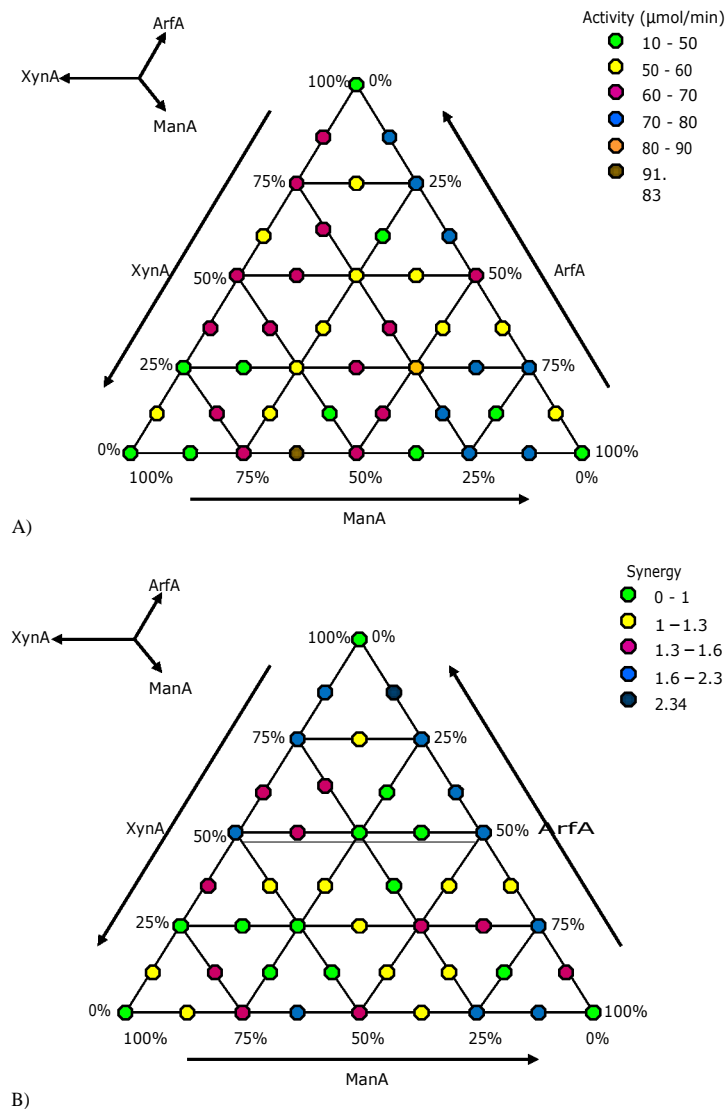 Activity (µmol/min)
ArfA
10 - 50
50 - 60
XynA
60 - 70
70 - 80
ManA
100%
0%
80 - 90
91.
83
75%
25%
XynA
ArfA
50%
50%
25%
75%
0%
100%
100%
75%
50%
25%
0%
ManA
A)
Synergy
ArfA
0 - 1
1 – 1.3
XynA
100%
0%
1.3 – 1.6
1.6 – 2.3
ManA
2.34
75%
25%
XynA
50%
50%
ArfA
25%
75%
0%
100%
100%
75%
50%
25%
0%
ManA
B)